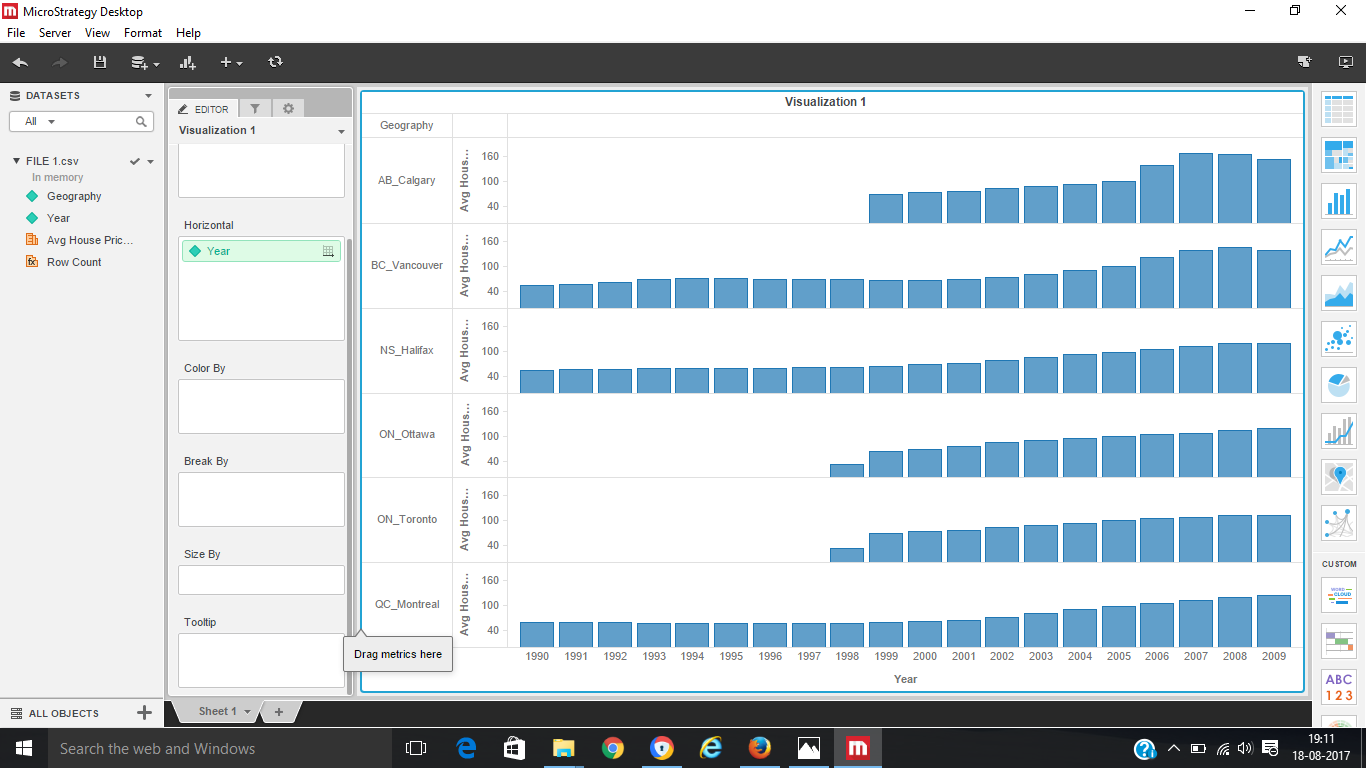 MicroStrategy Desktop
File Server View Format Help
DATASETS
All
FILE 1.csv
In memory
Geography
Year
Avg House Pric...
Row Count
ALL OBJECTS
EDITOR
Visualization 1
Horizontal
Year
Color By
Break By
Size By
Tooltip
Drag metrics here
Visualization 1
Geography
AB_Calgary
Avg Hous...
160
100
40
BC_Vancouver
Avg Hous...
160
100
40
NS_Halifax
Avg Hous...
160
100
40
ON_Ottawa
Avg Hous...
160
100
40
ON_Toronto
Avg Hous...
160
100
40
QC_Montreal
Avg Hous...
160
100
40
1990 1991 1992 1993 1994 1995 1996 1997 1998 1999 2000 2001 2002 2003 2004 2005 2006 2007 2008 2009
Year
CUSTOM
WORD
CLOUD
ABC
123
Sheet 1
Search the web and Windows
19:11
18-08-2017